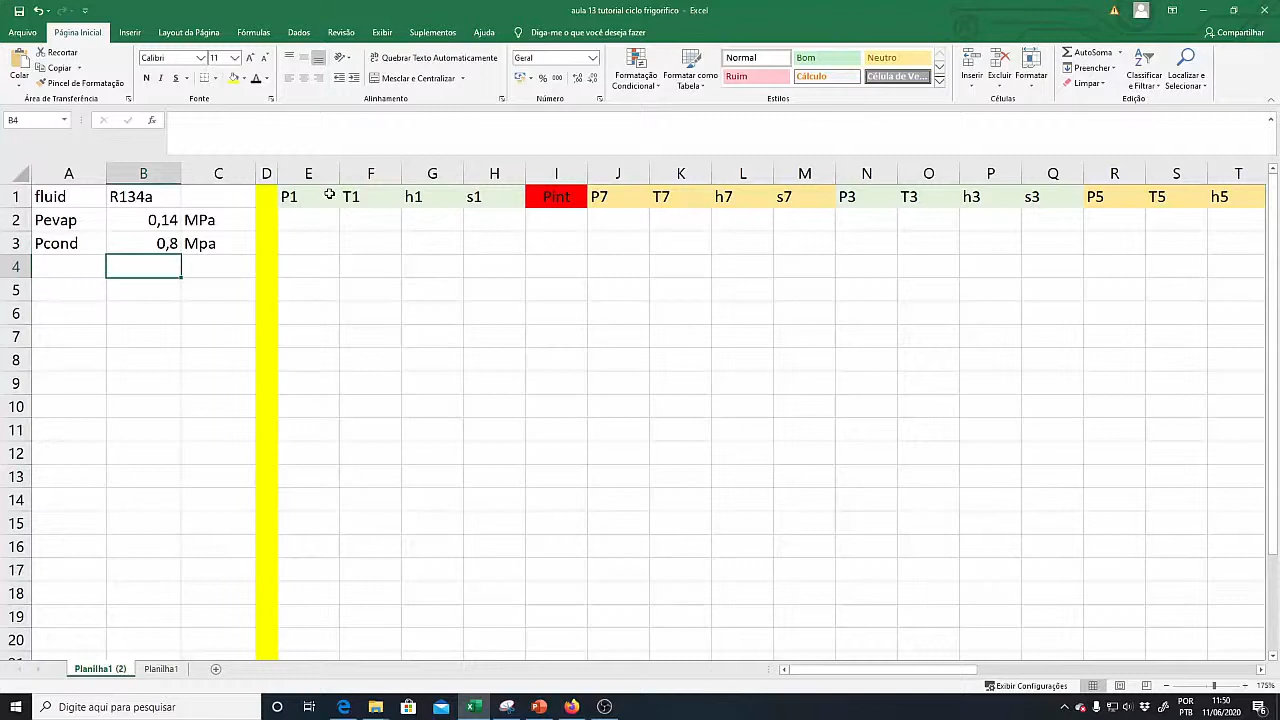 aula 13 tutorial ciclo frigorífico - Excel
Arquivo Página Inicial Inserir Layout da Página Fórmulas Dados Revisão Exibir Suplementos Ajuda Diga-me o que você deseja fazer Compartilhar
Colar Recortar Copiar Pincel de Formatação
Calibri 11
N I S
Quebrar Texto Automaticamente
Mesclar e Centralizar
Geral
Formatação Condicional Formatar como Tabela
Normal Bom Neutro
Ruim Cálculo Célula de Ve...
Inserir Excluir Formatar
AutoSoma
Preencher
Limpar
Classificar e Filtrar Localizar e Selecionar
Área de Transferência Fonte Alinhamento Número Estilos Células Edição
B4 fx
A B C D E F G H I J K L M N O P Q R S T
1 fluid R134a P1 T1 h1 s1 Pint P7 T7 h7 s7 P3 T3 h3 s3 P5 T5 h5
2 Pevap 0,14 MPa
3 Pcond 0,8 Mpa
4
5
6
7
8
9
10
11
12
13
14
15
16
17
18
19
20
Planilha1 (2) Planilha1
Exibir Configurações 175%
Digite aqui para pesquisar
POR
PTB
11:50
11/06/2020